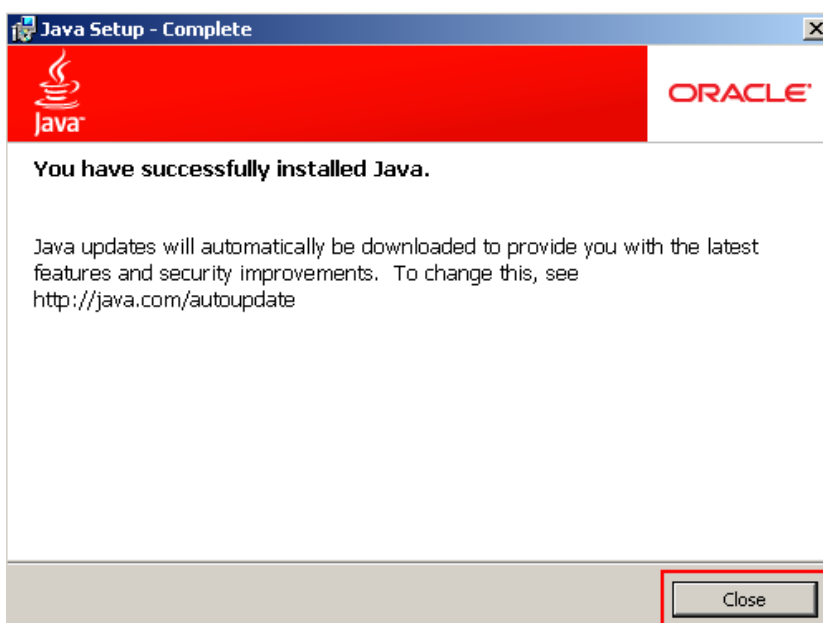 Java Setup - Complete
Java
ORACLE
You have successfully installed Java.
Java updates will automatically be downloaded to provide you with the latest
features and security improvements.  To change this, see
http://java.com/autoupdate
Close